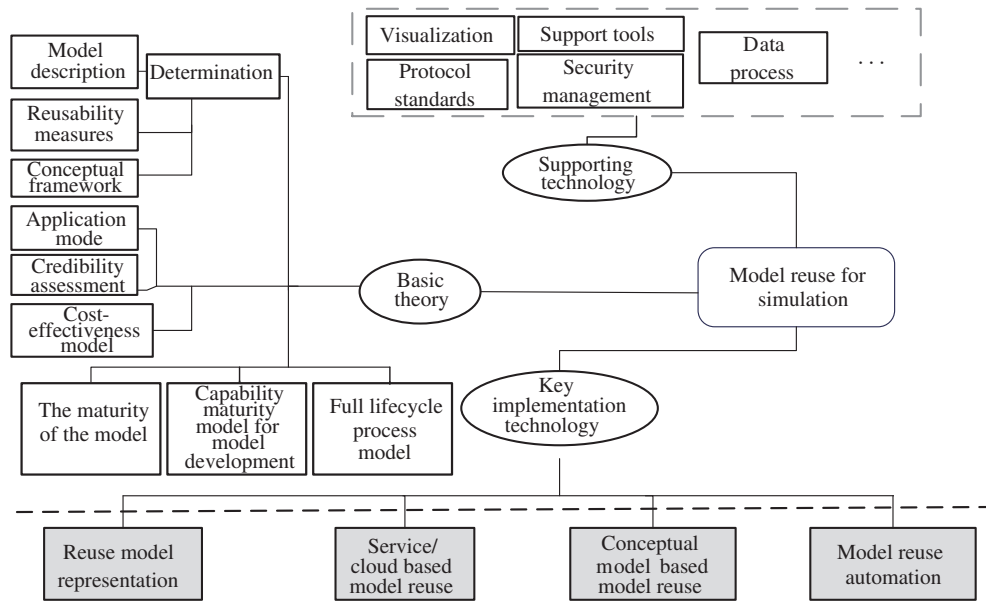 Model
description
Determination
Reusability
measures
Conceptual
framework
Application
mode
Credibility
assessment
Cost-
effectiveness
model
Visualization
Support tools
Data
process
...
Protocol
standards
Security
management
Supporting
technology
Basic
theory
Model reuse for
simulation
The maturity
of the model
Capability
maturity
model for
model
development
Full lifecycle
process
model
Key
implementation
technology
Reuse model
representation
Service/
cloud based
model reuse
Conceptual
model based
model reuse
Model reuse
automation